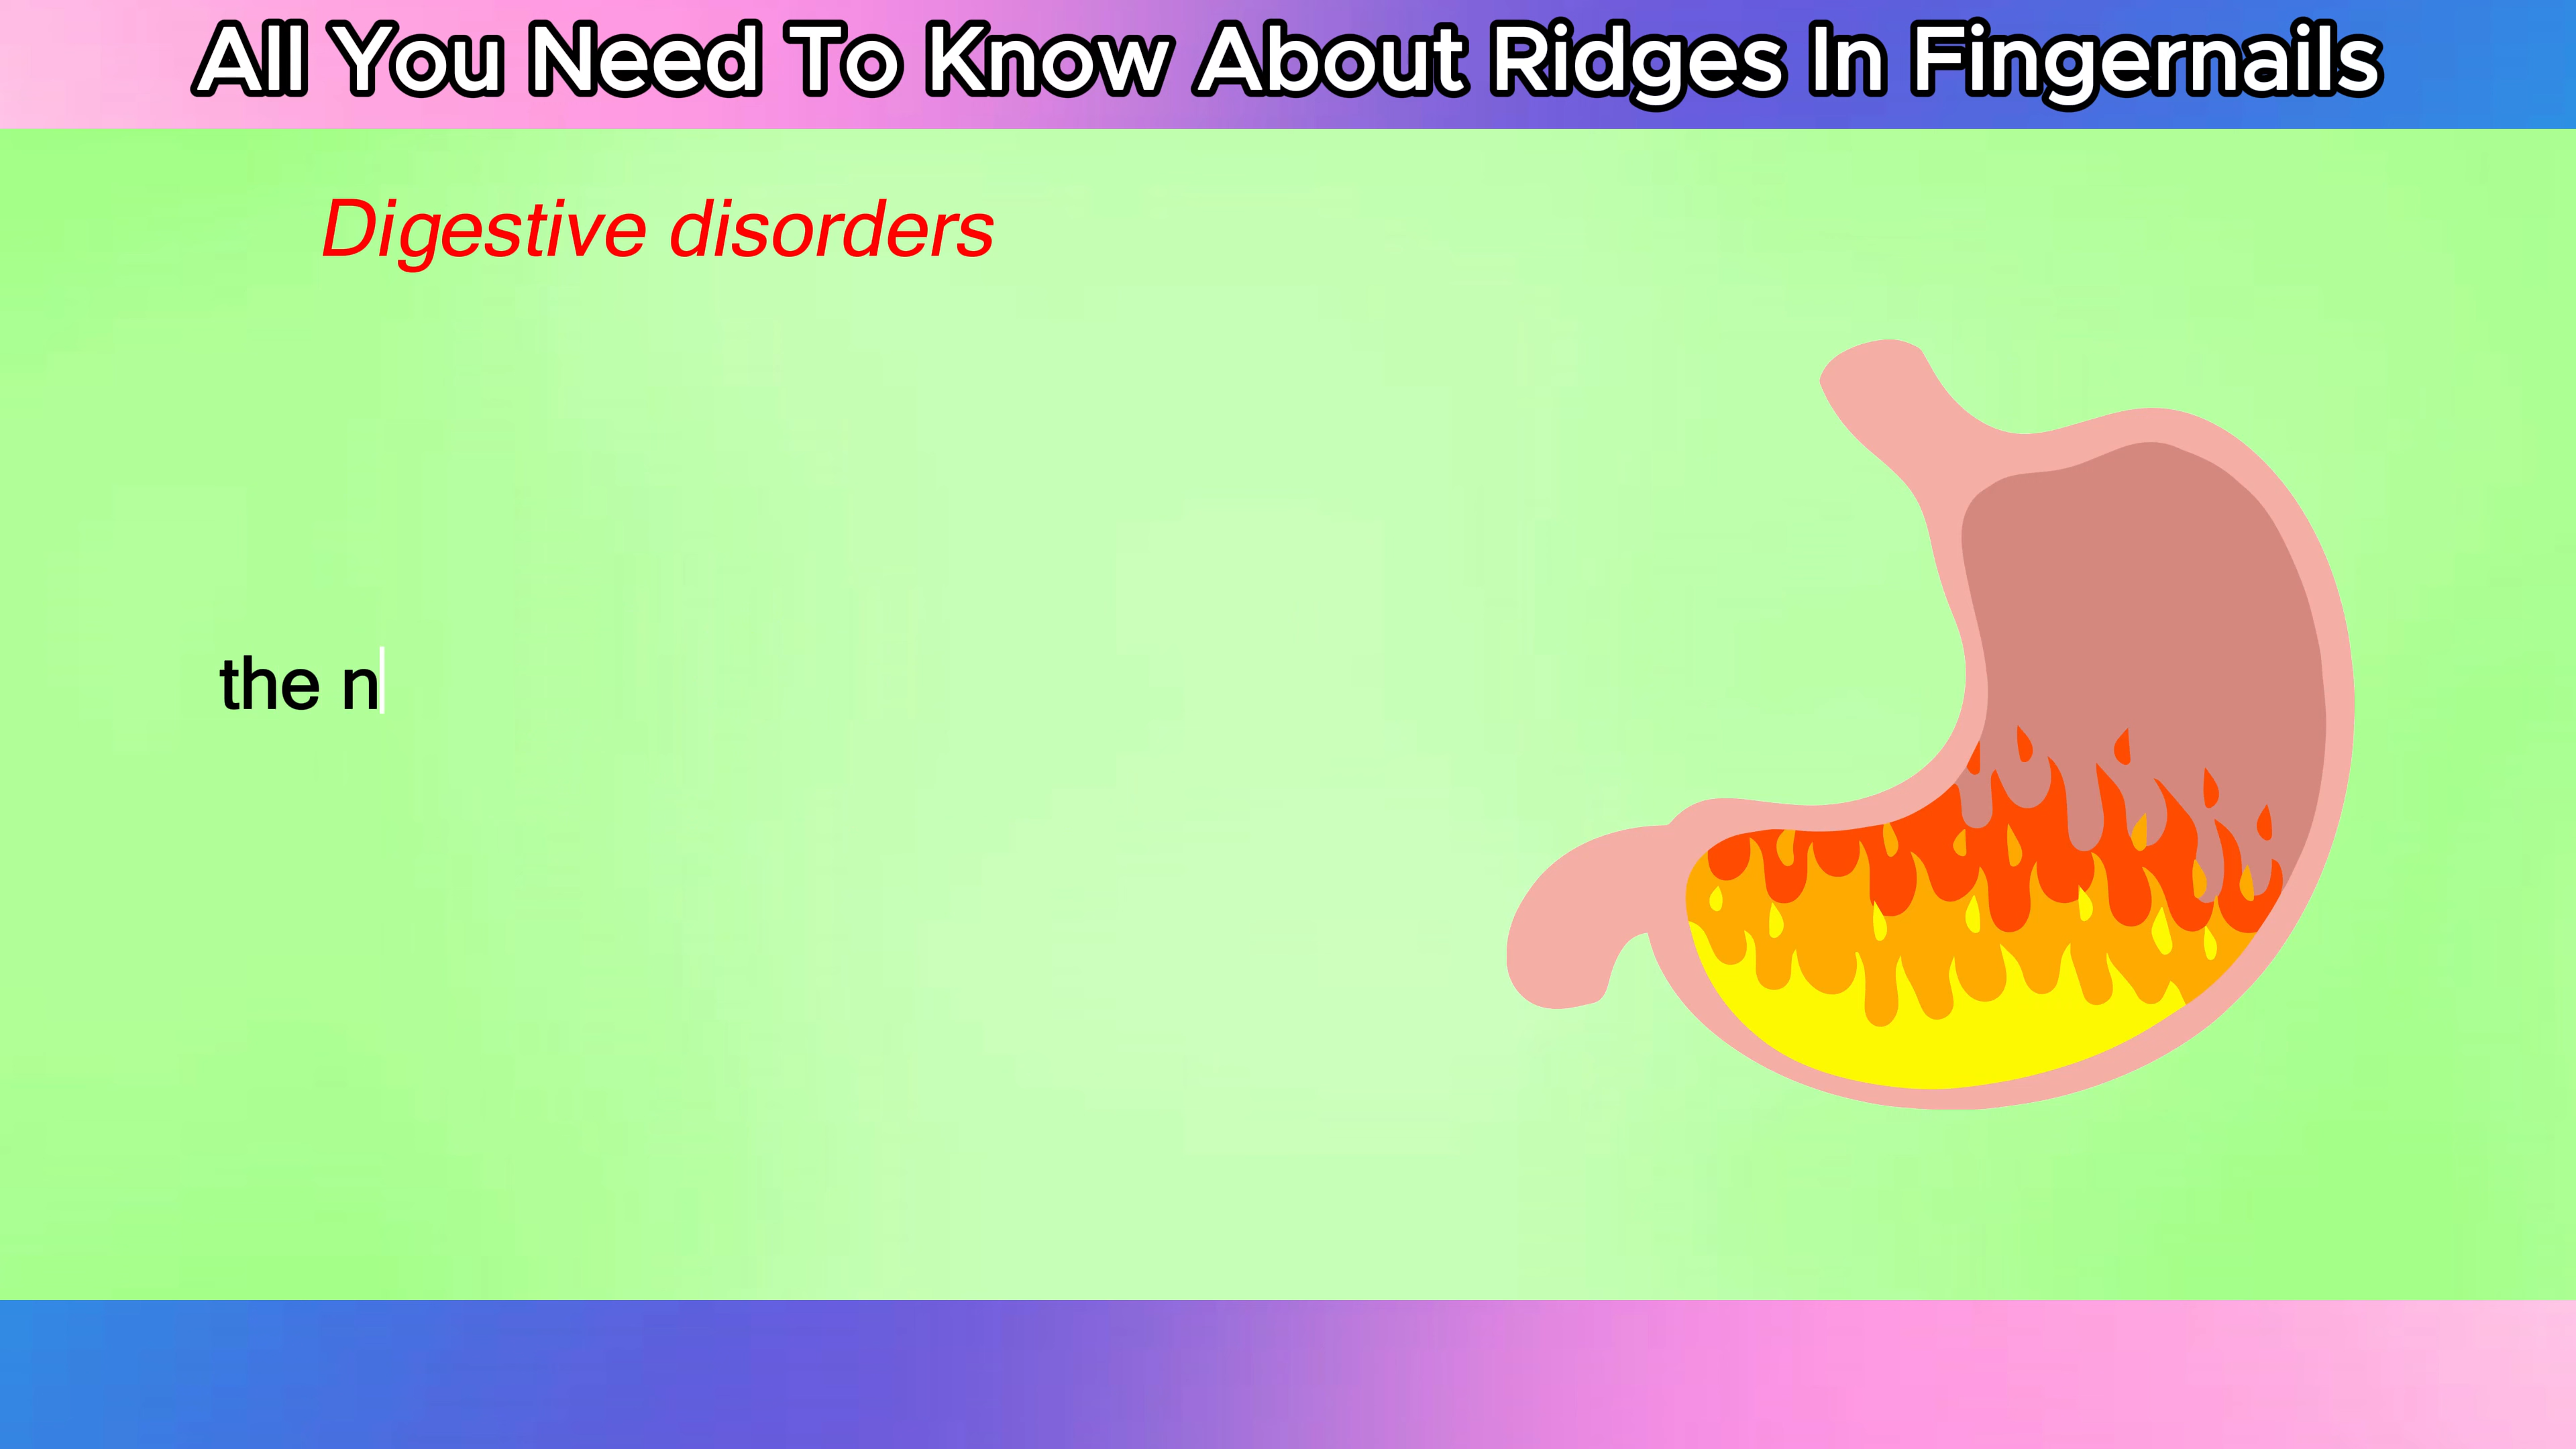 All You Need To Know About Ridges In Fingernails
Digestive disorders
the n